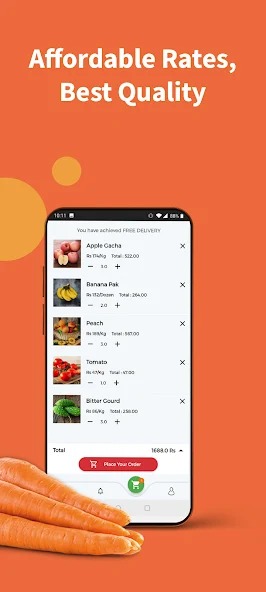 Affordable Rates,
Best Quality
10:11 88%
You have achieved FREE DELIVERY
Apple Gacha
Rs 174/Kg Total : 522.00
3.0
Banana Pak
Rs 132/Dozen Total : 264.00
2.0
Peach
Rs 189/Kg Total : 567.00
3.0
Tomato
Rs 47/Kg Total : 47.00
1.0
Bitter Gourd
Rs 86/Kg Total : 258.00
3.0
Total 1688.0 Rs
Place Your Order